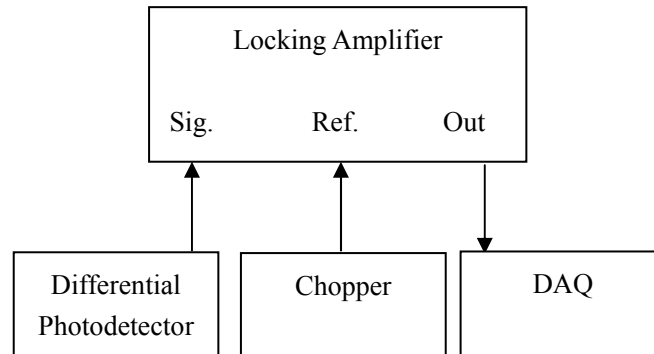 Locking Amplifier
Sig. Ref. Out
Differential
Photodetector
Chopper
DAQ